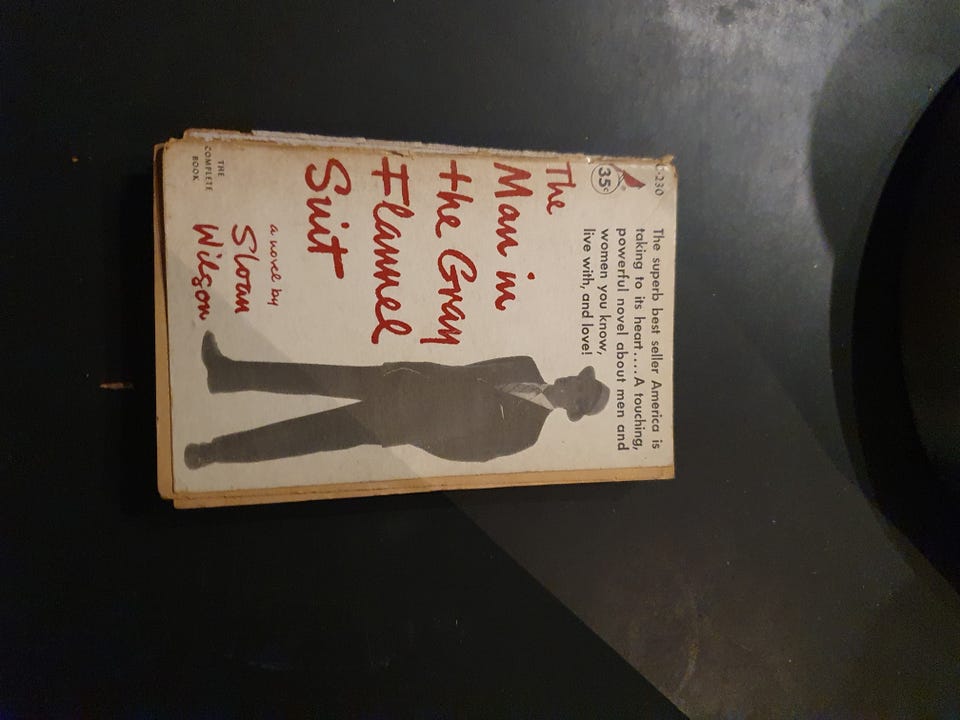 230
35¢
The superb best seller America is
taking to its heart....A touching,
powerful novel about men and
women you know,
live with, and love!
The
Man in
the Gray
Flannel
Suit
a novel by
Sloan
Wilson
THE
COMPLETE
BOOK